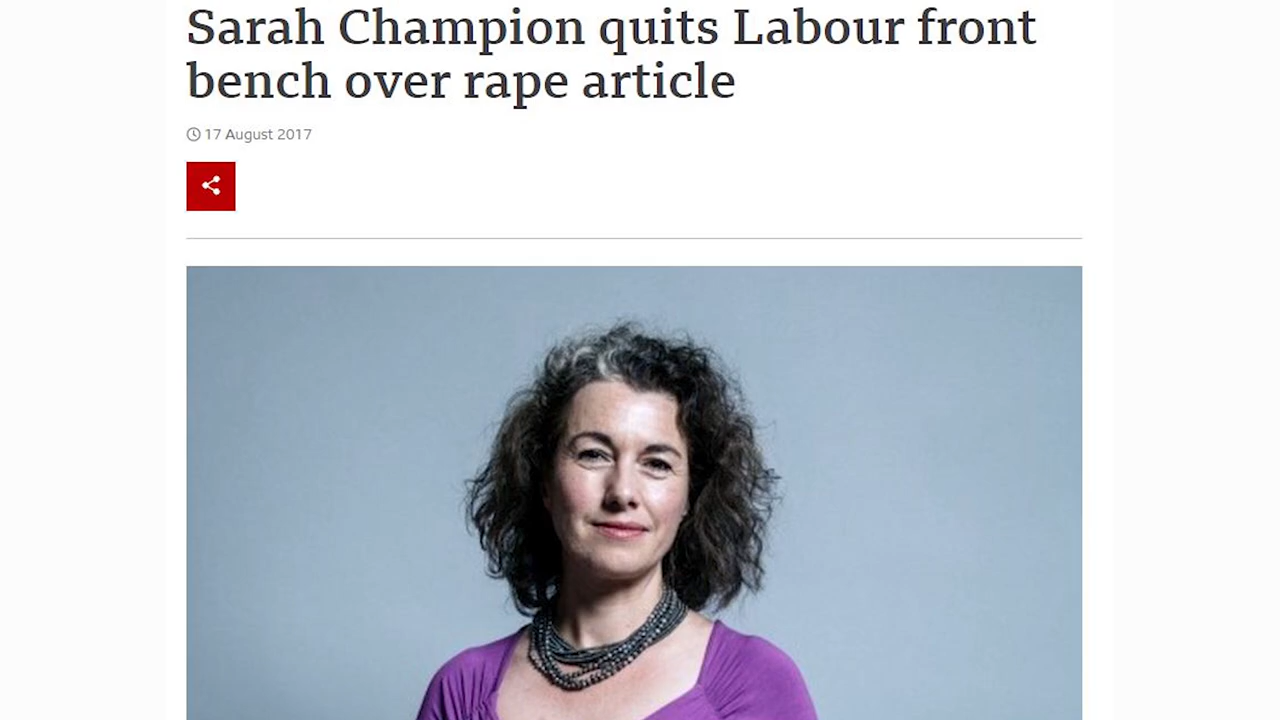 Sarah Champion quits Labour front
bench over rape article
17 August 2017